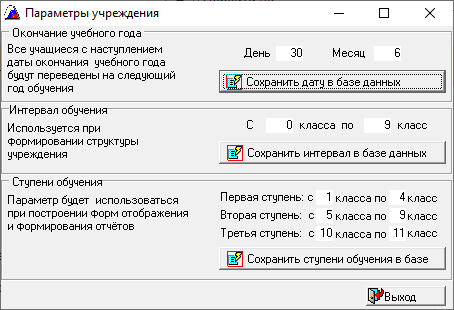 Параметры учреждения
Окончание учебного года
Все учащиеся с наступлением
даты окончания учебного года
будут переведены на следующий
год обучения
День 30 Месяц 6
Сохранить дату в базе данных
Интервал обучения
Используется при
формировании структуры
учреждения
С 0 класса по 9 класс
Сохранить интервал в базе данных
Ступени обучения
Параметр будет использоваться
при построении форм отображения
и формирования отчётов
Первая ступень: с 1 класса по 4 класс
Вторая ступень: с 5 класса по 9 класс
Третья ступень: с 10 класса по 11 класс
Сохранить ступени обучения в базе
Выход